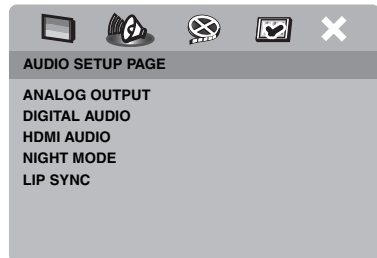 AUDIO SETUP PAGE
ANALOG OUTPUT
DIGITAL AUDIO
HDMI AUDIO
NIGHT MODE
LIP SYNC